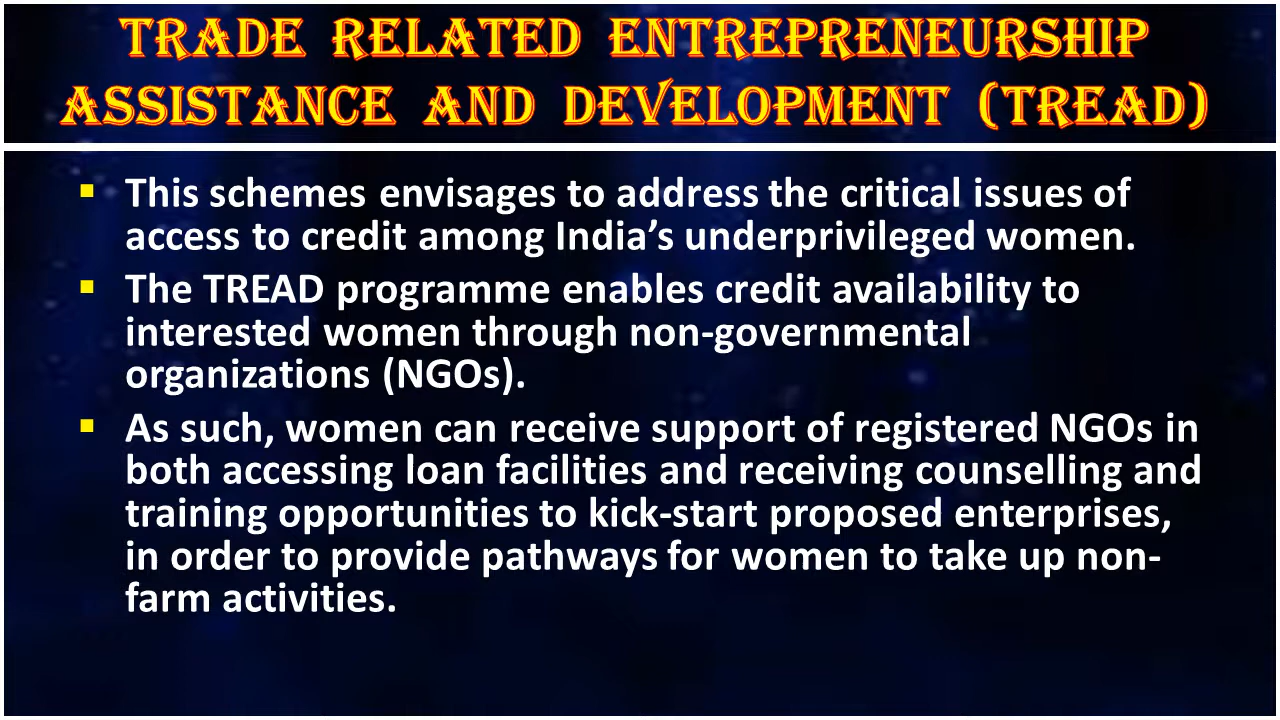 TRADE RELATED ENTREPRENEURSHIP
ASSISTANCE AND DEVELOPMENT (TREAD)
▪ This schemes envisages to address the critical issues of
access to credit among India’s underprivileged women.
▪ The TREAD programme enables credit availability to
interested women through non-governmental
organizations (NGOs).
▪ As such, women can receive support of registered NGOs in
both accessing loan facilities and receiving counselling and
training opportunities to kick-start proposed enterprises,
in order to provide pathways for women to take up non-
farm activities.